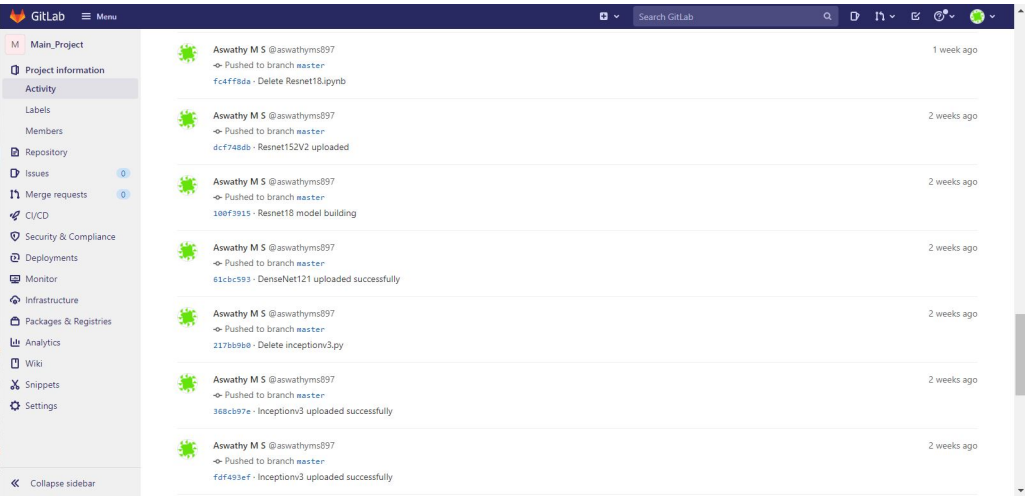 GitLab Menu Search GitLab
M Main_Project
Project information
Activity
Labels
Members
Repository
Issues 0
Merge requests 0
CI/CD
Security & Compliance
Deployments
Monitor
Infrastructure
Packages & Registries
Analytics
Wiki
Snippets
Settings
Collapse sidebar
Aswathy M S @aswathyms897 1 week ago
Pushed to branch master
fc4ff8da · Delete Resnet18.ipynb
Aswathy M S @aswathyms897 2 weeks ago
Pushed to branch master
dcf748db · Resnet152V2 uploaded
Aswathy M S @aswathyms897 2 weeks ago
Pushed to branch master
100f3915 · Resnet18 model building
Aswathy M S @aswathyms897 2 weeks ago
Pushed to branch master
61cbc593 · DenseNet121 uploaded successfully
Aswathy M S @aswathyms897 2 weeks ago
Pushed to branch master
217bb9b0 · Delete inceptionv3.py
Aswathy M S @aswathyms897 2 weeks ago
Pushed to branch master
368cb97e · Inceptionv3 uploaded successfully
Aswathy M S @aswathyms897 2 weeks ago
Pushed to branch master
fdf493ef · Inceptionv3 uploaded successfully